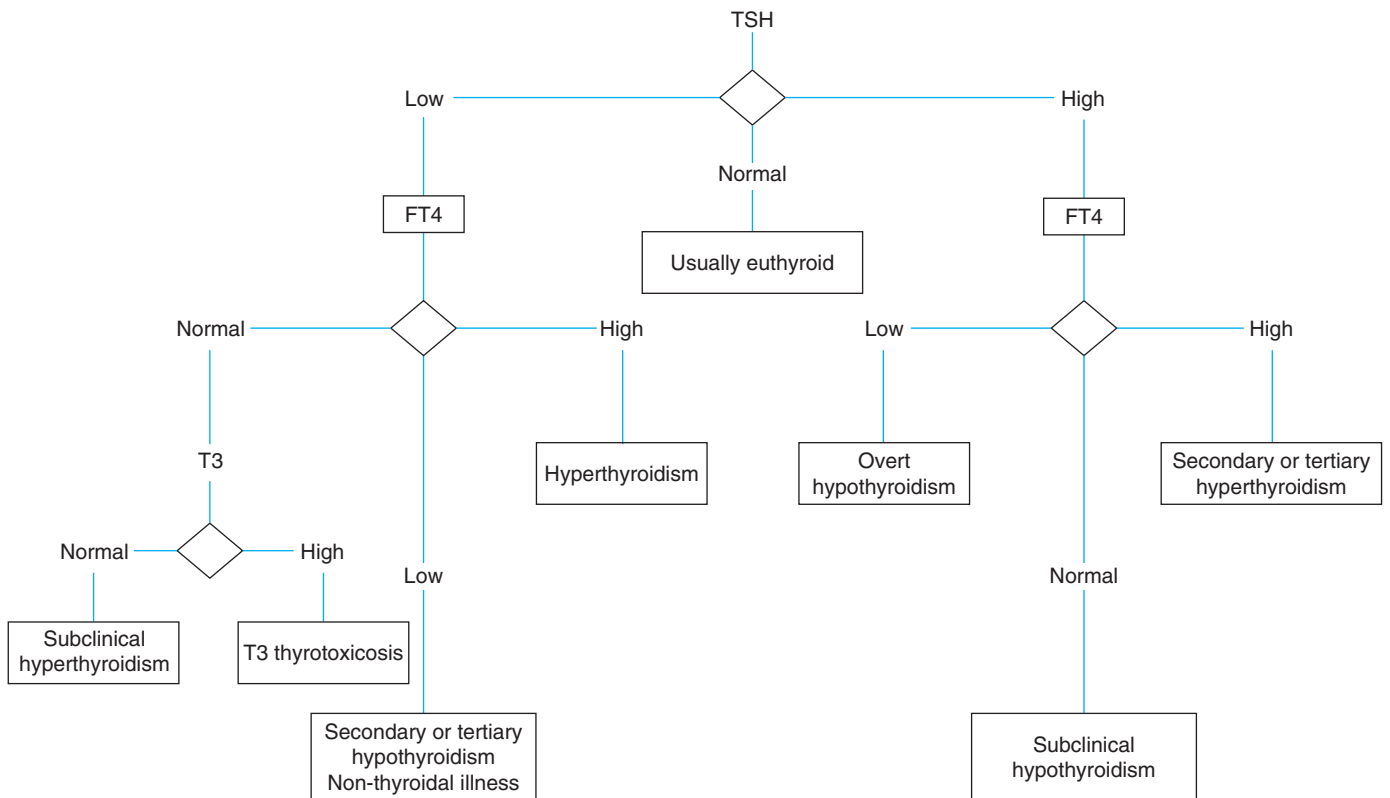 TSH
Low
High
Normal
FT4
FT4
Usually euthyroid
Normal
High
Low
High
T3
Hyperthyroidism
Overt
hypothyroidism
Secondary or tertiary
hyperthyroidism
Normal
High
Low
Normal
Subclinical
hyperthyroidism
T3 thyrotoxicosis
Secondary or tertiary
hypothyroidism
Non-thyroidal illness
Subclinical
hypothyroidism